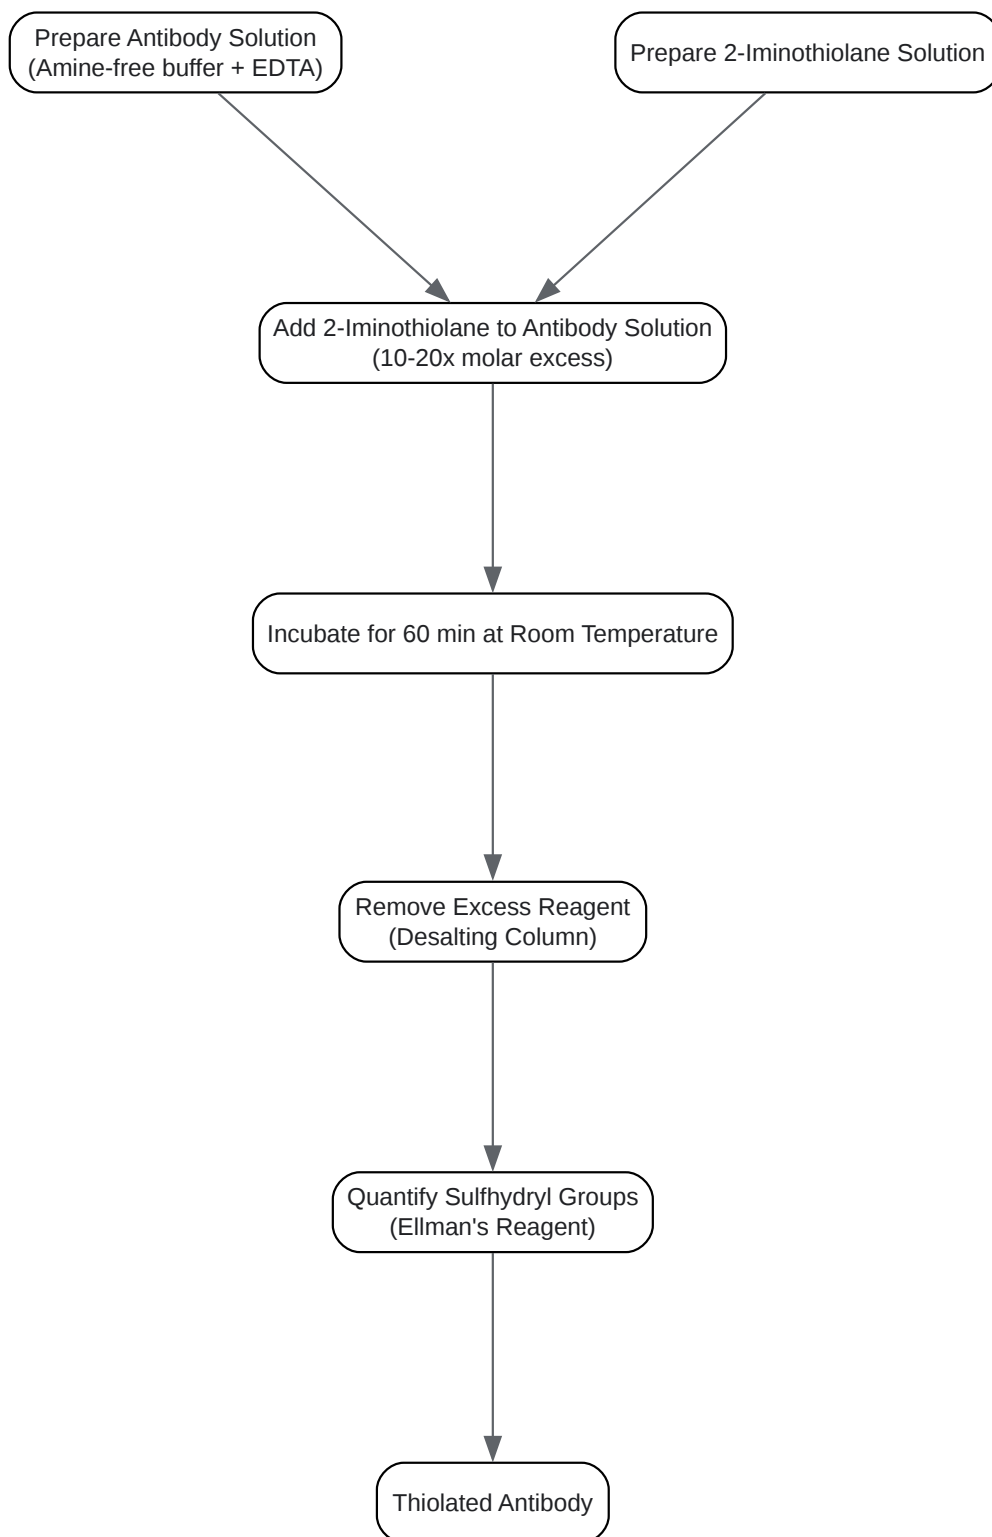 Prepare Antibody Solution
(Amine-free buffer + EDTA)
Prepare 2-Iminothiolane Solution
Add 2-Iminothiolane to Antibody Solution
(10-20x molar excess)
Incubate for 60 min at Room Temperature
Remove Excess Reagent
(Desalting Column)
Quantify Sulfhydryl Groups
(Ellman's Reagent)
Thiolated Antibody